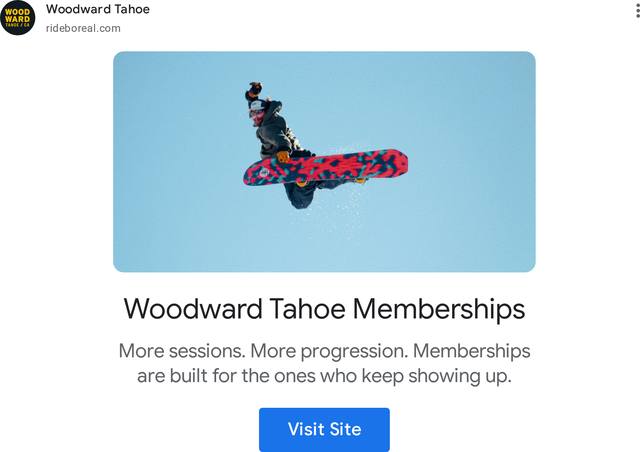 WOOD
WARD
TAHOE / CA
Woodward Tahoe
rideboreal.com
Woodward Tahoe Memberships
More sessions. More progression. Memberships
are built for the ones who keep showing up.
Visit Site